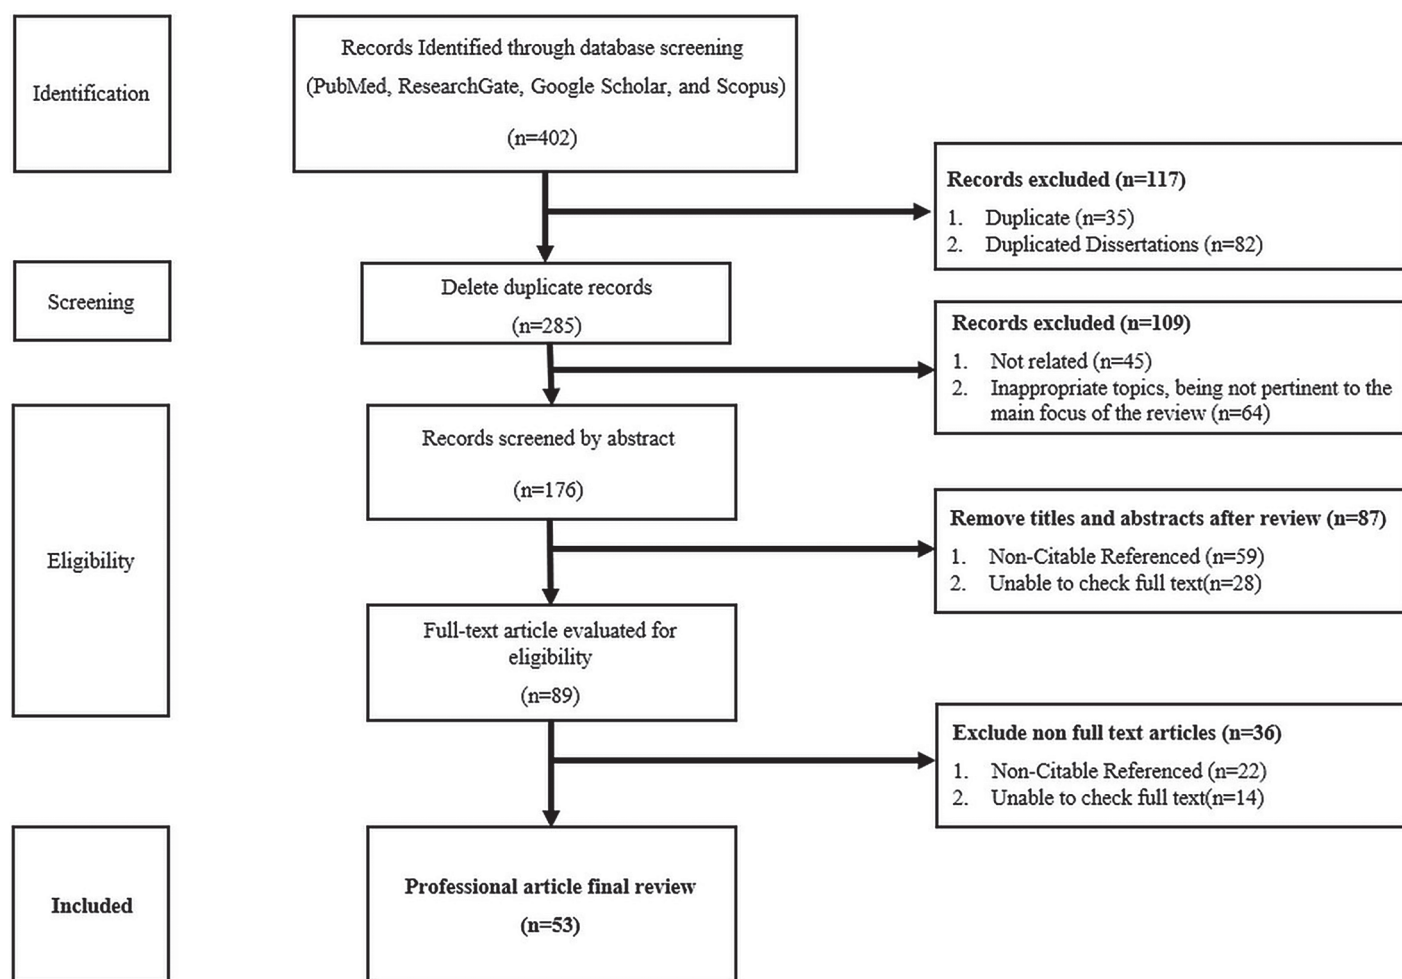 Identification
Records Identified through database screening
(PubMed, ResearchGate, Google Scholar, and Scopus)
(n=402)
Records excluded (n=117)
1. Duplicate (n=35)
2. Duplicated Dissertations (n=82)
Screening
Delete duplicate records
(n=285)
Records excluded (n=109)
1. Not related (n=45)
2. Inappropriate topics, being not pertinent to the
main focus of the review (n=64)
Eligibility
Records screened by abstract
(n=176)
Remove titles and abstracts after review (n=87)
1. Non-Citable Referenced (n=59)
2. Unable to check full text(n=28)
Full-text article evaluated for
eligibility
(n=89)
Exclude non full text articles (n=36)
1. Non-Citable Referenced (n=22)
2. Unable to check full text(n=14)
Included
Professional article final review
(n=53)